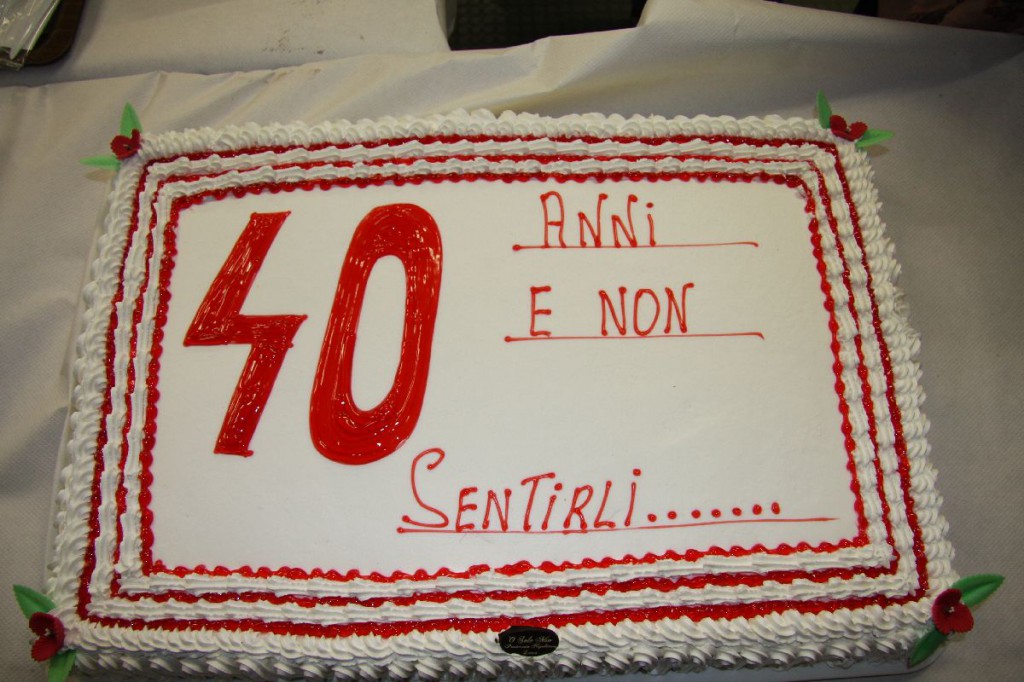 40 ANNi
E NON
SENTiRLi.......